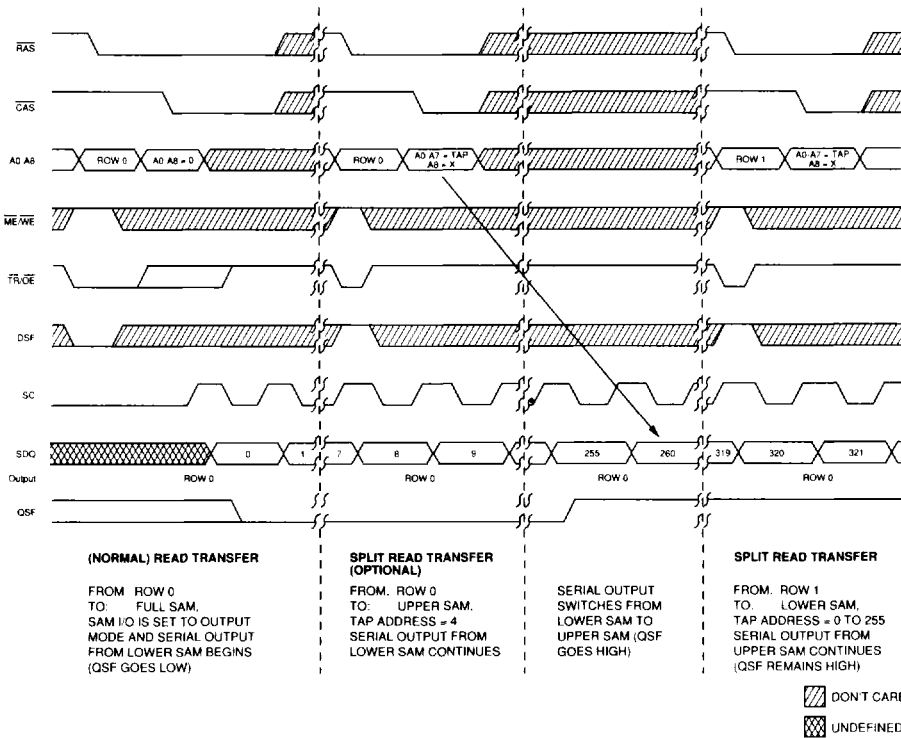 RAS
CAS
A0 A8 ROW 0 A0 A8 = 0 ROW 0 A0 A7 = TAP A8 = X ROW 1 A0-A7 = TAP A8 = X
ME/WE
TR/OE
DSF
SC
SDQ 0 1 7 8 9 255 260 319 320 321
Output ROW 0 ROW 0 ROW 0 ROW 0
QSF
(NORMAL) READ TRANSFER
FROM ROW 0
TO: FULL SAM,
SAM I/O IS SET TO OUTPUT
MODE AND SERIAL OUTPUT
FROM LOWER SAM BEGINS
(QSF GOES LOW)
SPLIT READ TRANSFER
(OPTIONAL)
FROM. ROW 0
TO: UPPER SAM,
TAP ADDRESS = 4
SERIAL OUTPUT FROM
LOWER SAM CONTINUES
SERIAL OUTPUT
SWITCHES FROM
LOWER SAM TO
UPPER SAM (QSF
GOES HIGH)
SPLIT READ TRANSFER
FROM. ROW 1
TO. LOWER SAM,
TAP ADDRESS = 0 TO 255
SERIAL OUTPUT FROM
UPPER SAM CONTINUES
(QSF REMAINS HIGH)
DON'T CARE
UNDEFINED